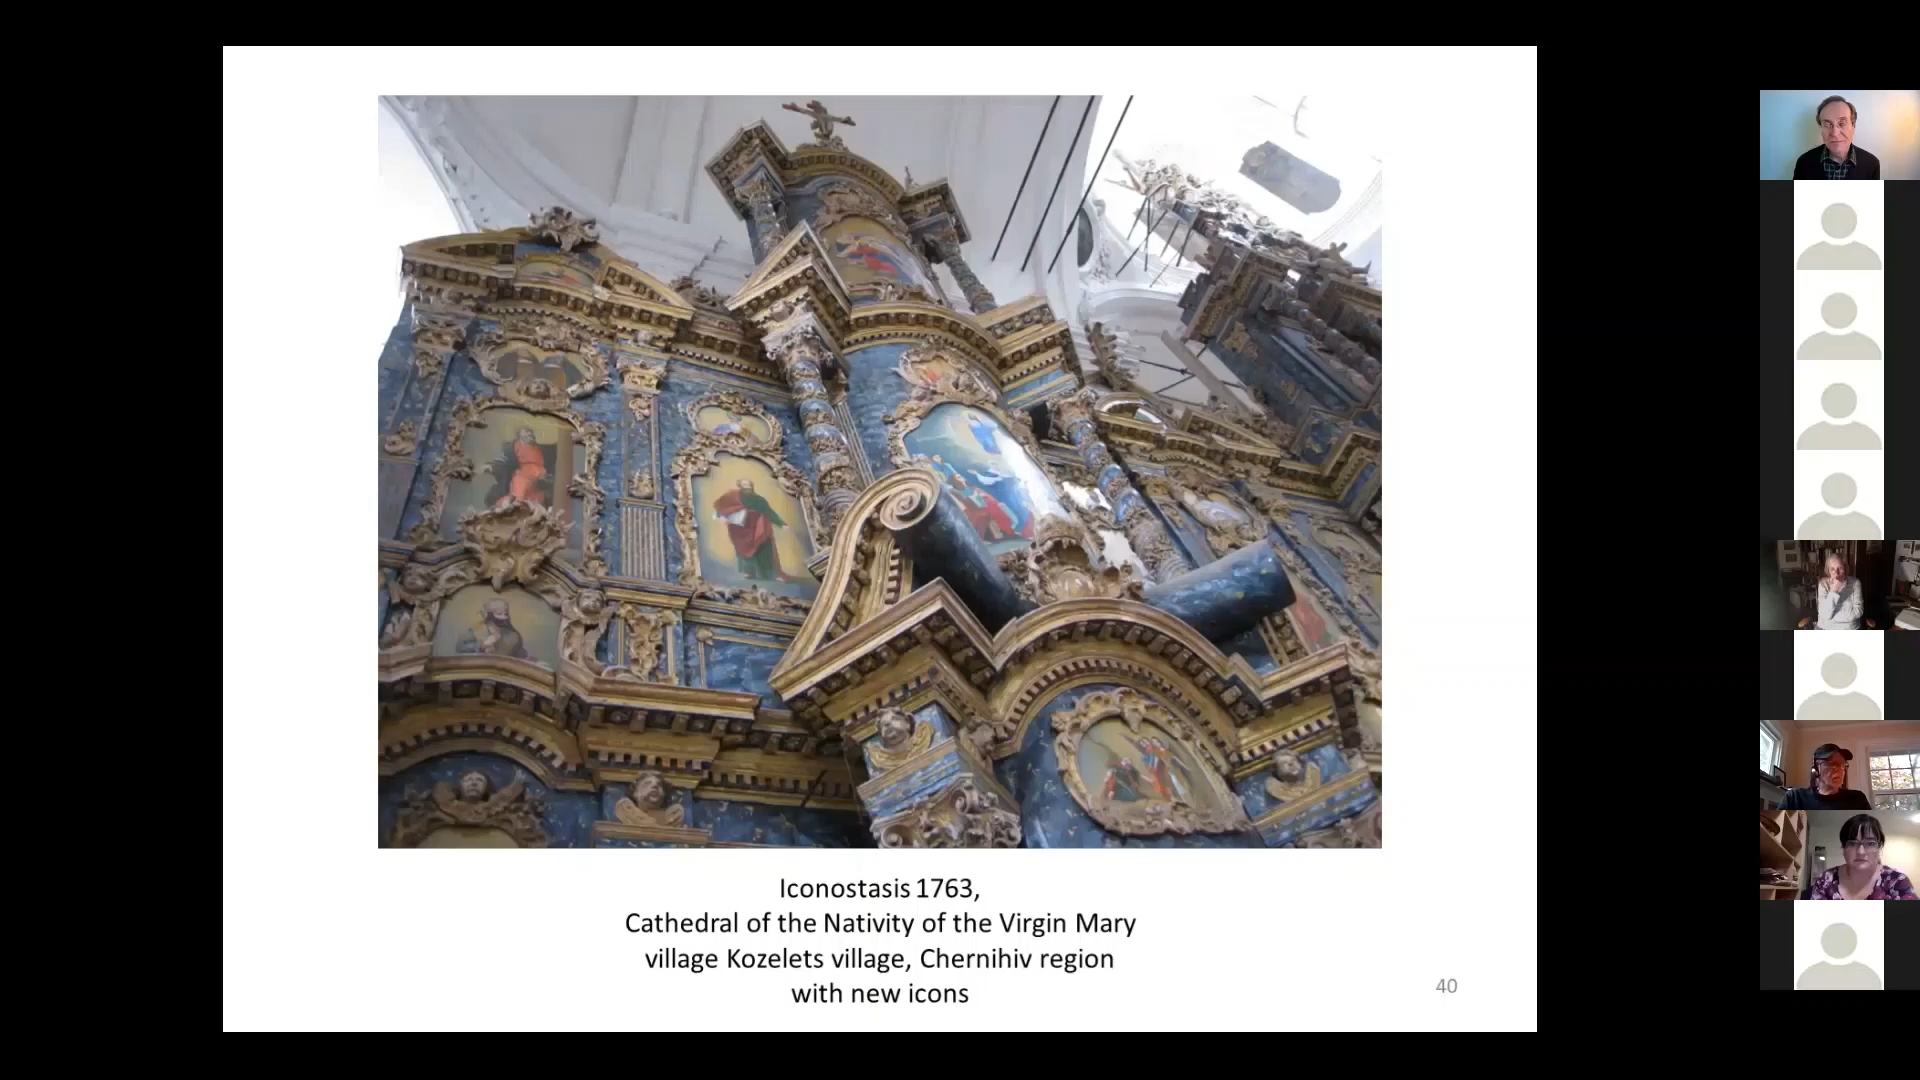 Iconostasis 1763,
Cathedral of the Nativity of the Virgin Mary
village Kozelets village, Chernihiv region
with new icons
40